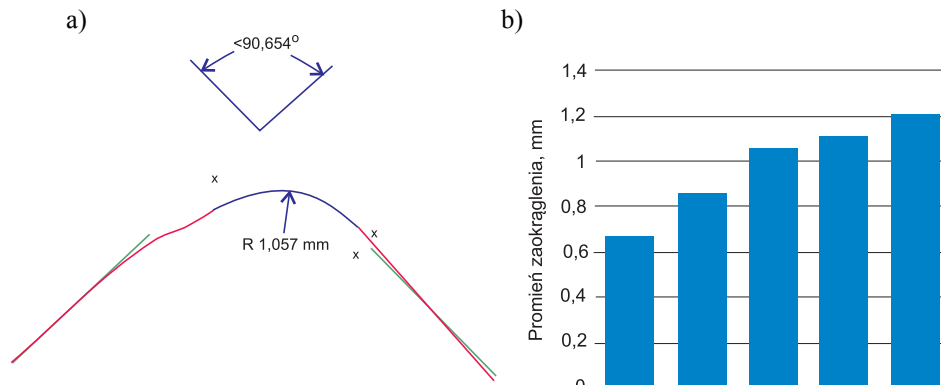 a)
<90,654°
x
R 1,057 mm
x
x
b)
Promień zaokrąglenia, mm
1,4
1,2
1
0,8
0,6
0,4
0,2
0